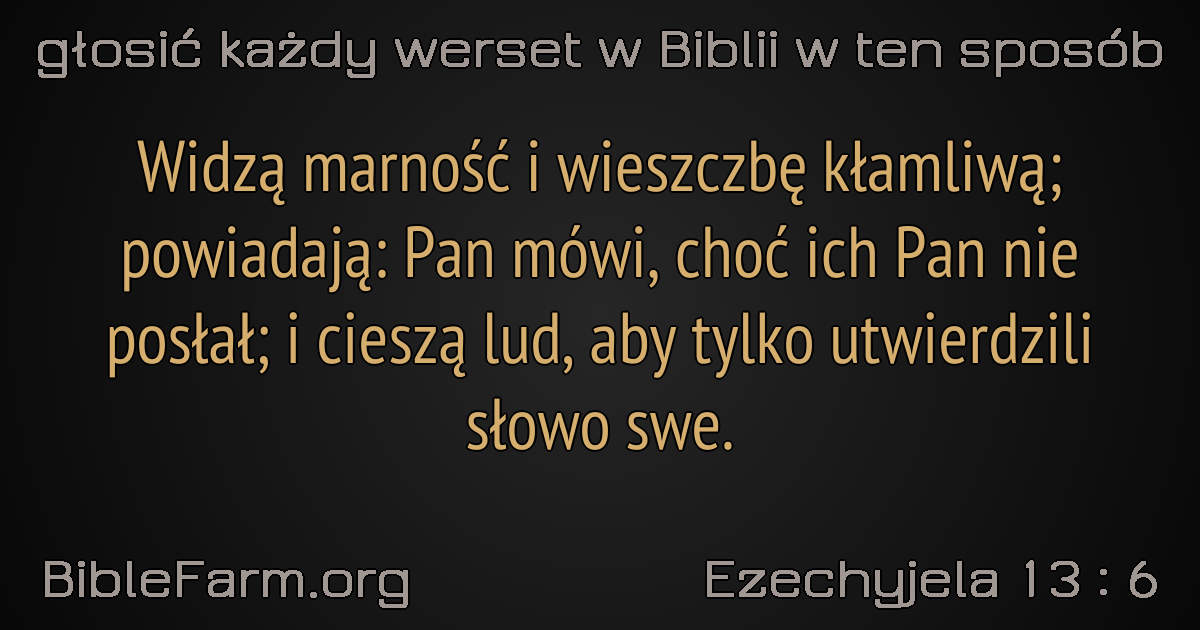 głosić każdy werset w Biblii w ten sposób
Widzą marność i wieszczbę kłamliwą;
powiadają: Pan mówi, choć ich Pan nie
posłał; i cieszą lud, aby tylko utwierdzili
słowo swe.
BibleFarm.org
Ezechyjela 13 : 6